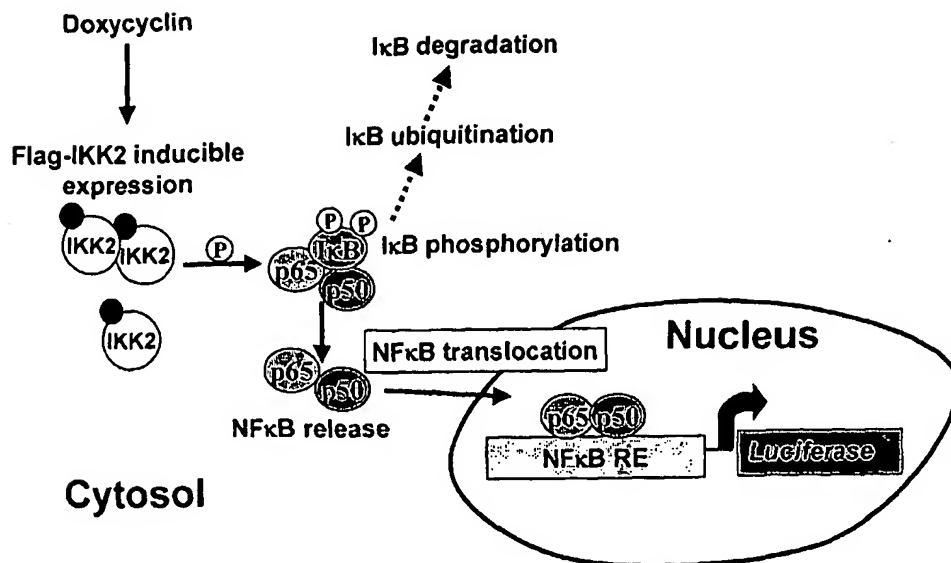 Doxycyclin
IκB degradation
IκB ubiquitination
Flag-IKK2 inducible
expression
IKK2
IKK2
P
P
P
IκB
p65
p50
IκB phosphorylation
IKK2
NFκB translocation
Nucleus
p65
p50
NFκB release
p65
p50
NFκB RE
Luciferase
Cytosol